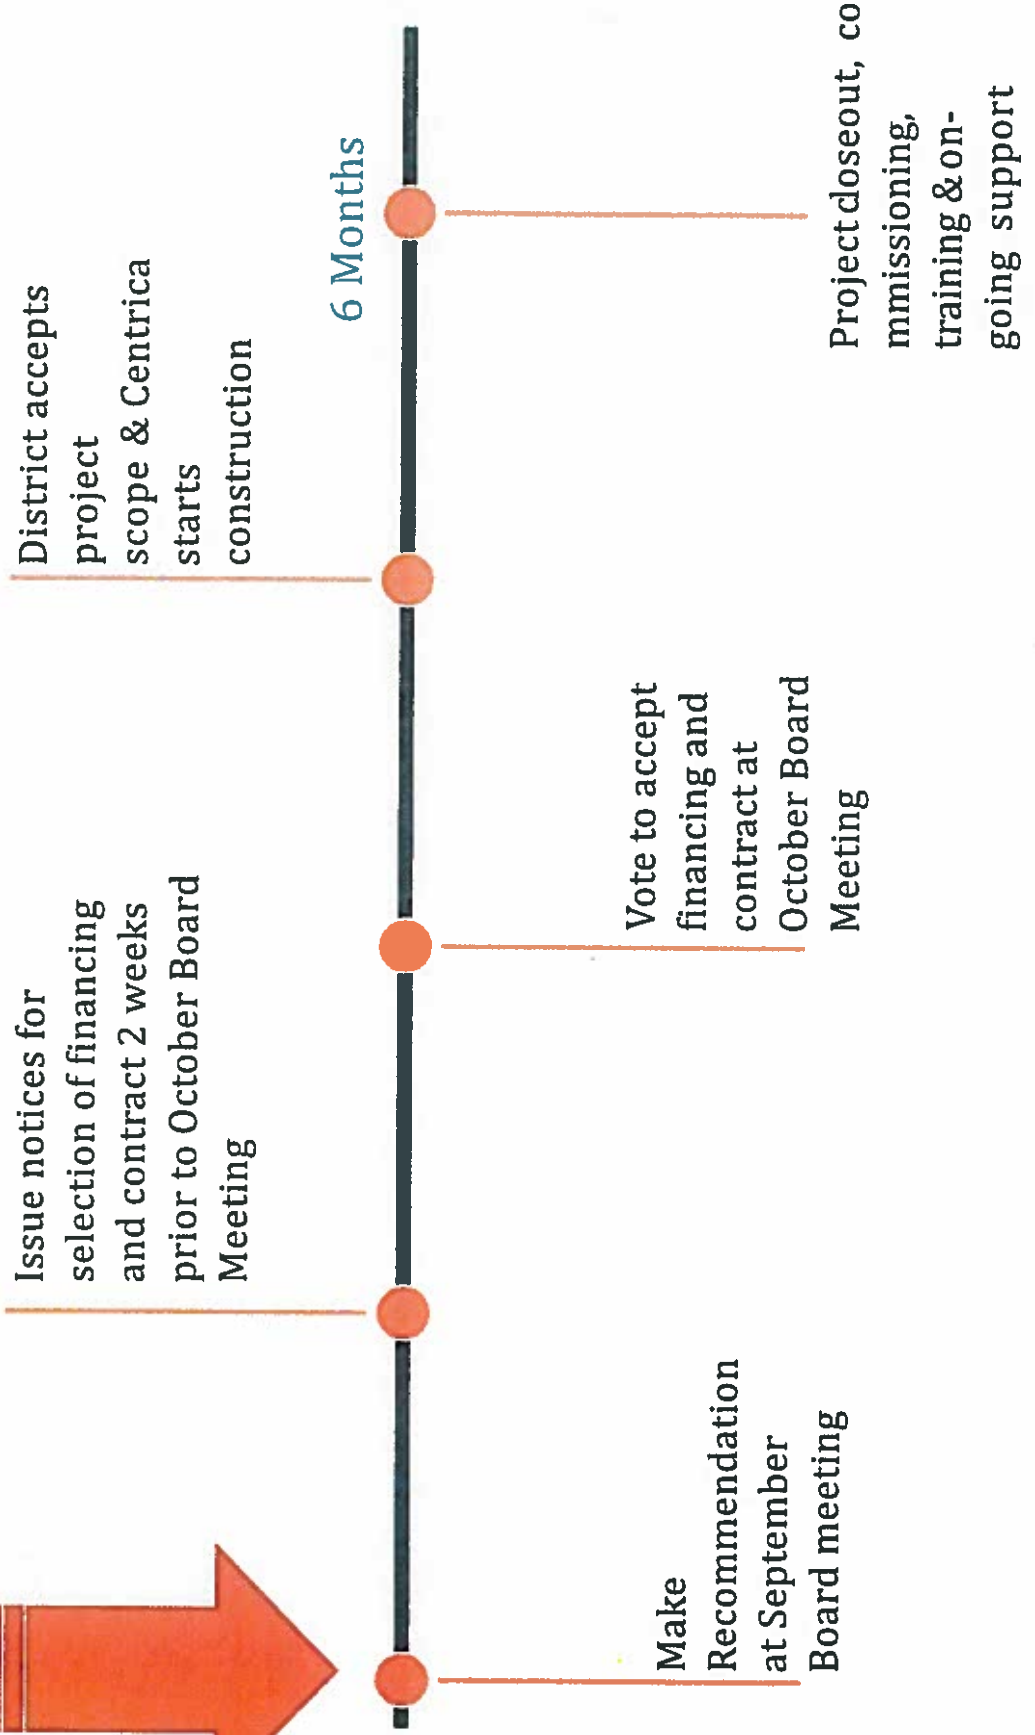 Make
Recommendation
at September
Board meeting
Issue notices for
selection of financing
and contract 2 weeks
prior to October Board
Meeting
Vote to accept
financing and
contract at
October Board
Meeting
District accepts
project
scope & Centrica
starts
construction
6 Months
Project closeout, co
mmissioning,
training & on-
going support